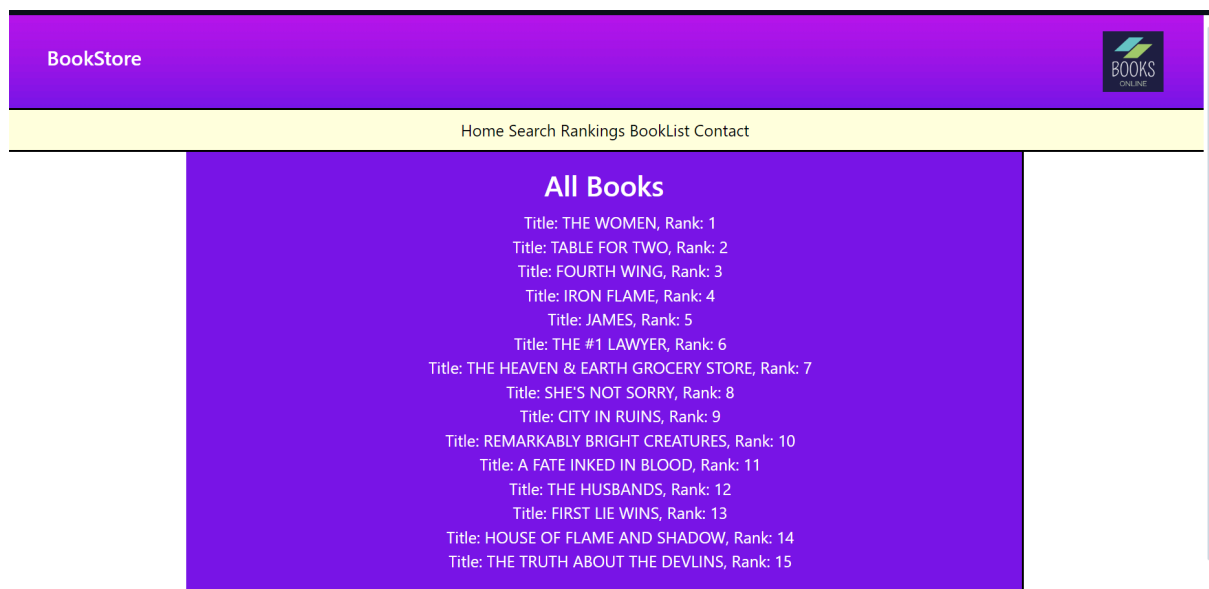 BookStore
BOOKS
ONLINE
Home Search Rankings BookList Contact
All Books
Title: THE WOMEN, Rank: 1
Title: TABLE FOR TWO, Rank: 2
Title: FOURTH WING, Rank: 3
Title: IRON FLAME, Rank: 4
Title: JAMES, Rank: 5
Title: THE #1 LAWYER, Rank: 6
Title: THE HEAVEN & EARTH GROCERY STORE, Rank: 7
Title: SHE'S NOT SORRY, Rank: 8
Title: CITY IN RUINS, Rank: 9
Title: REMARKABLY BRIGHT CREATURES, Rank: 10
Title: A FATE INKED IN BLOOD, Rank: 11
Title: THE HUSBANDS, Rank: 12
Title: FIRST LIE WINS, Rank: 13
Title: HOUSE OF FLAME AND SHADOW, Rank: 14
Title: THE TRUTH ABOUT THE DEVLINS, Rank: 15